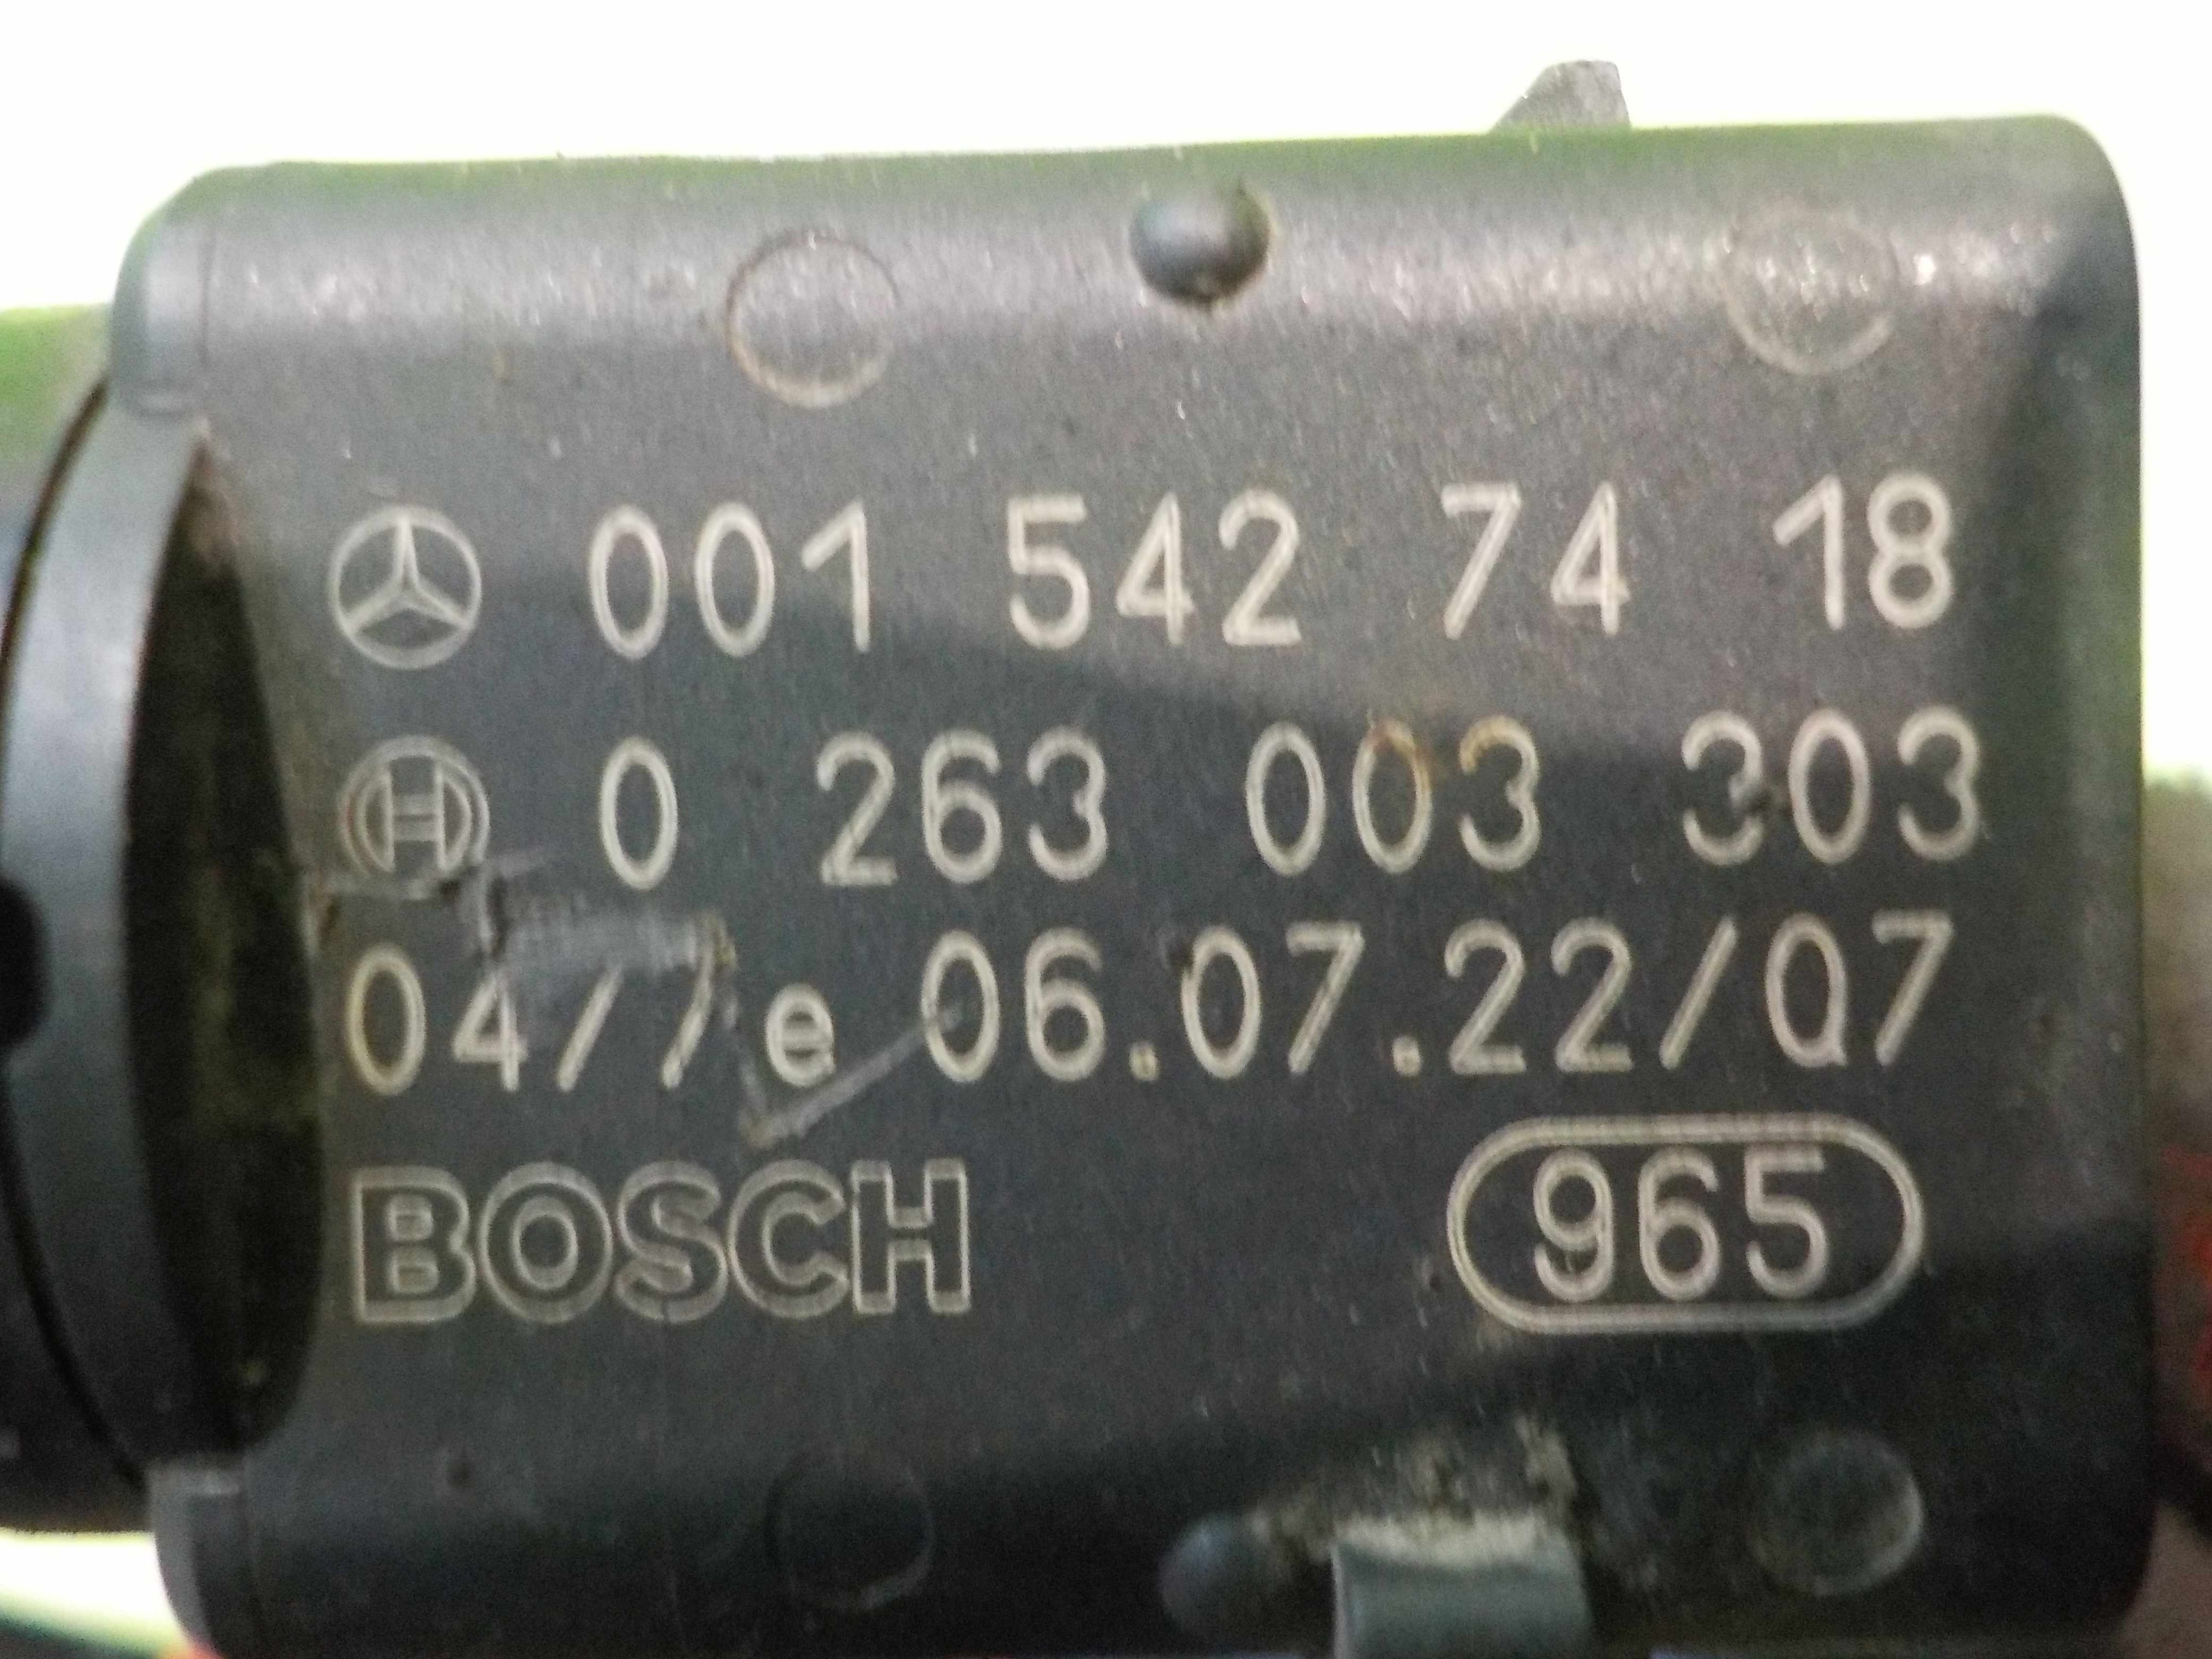 001 542 74 18
H 0 263 003 303
04/7e 06.07.22/Q7
BOSCH 965